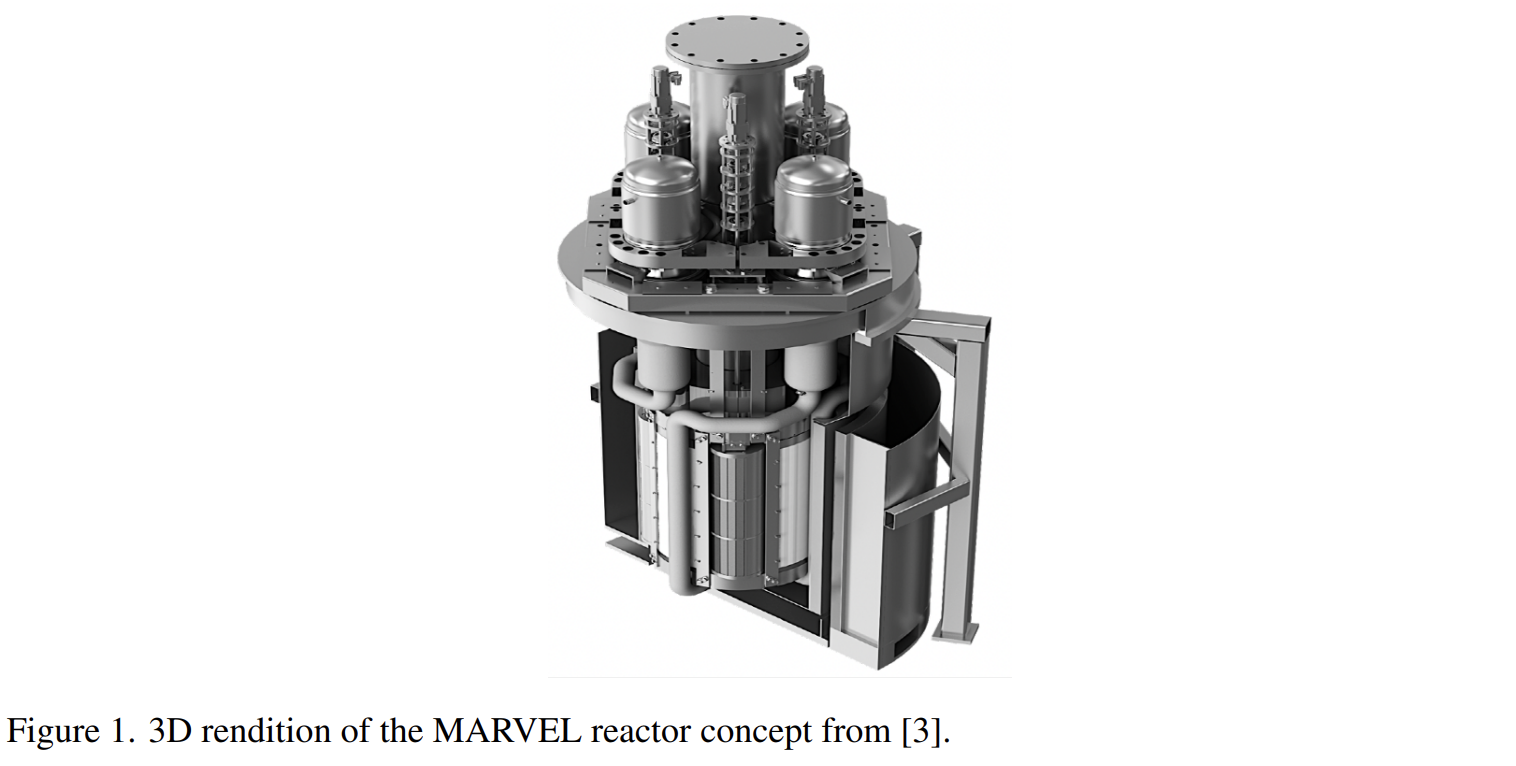 Figure 1. 3D rendition of the MARVEL reactor concept from [3].